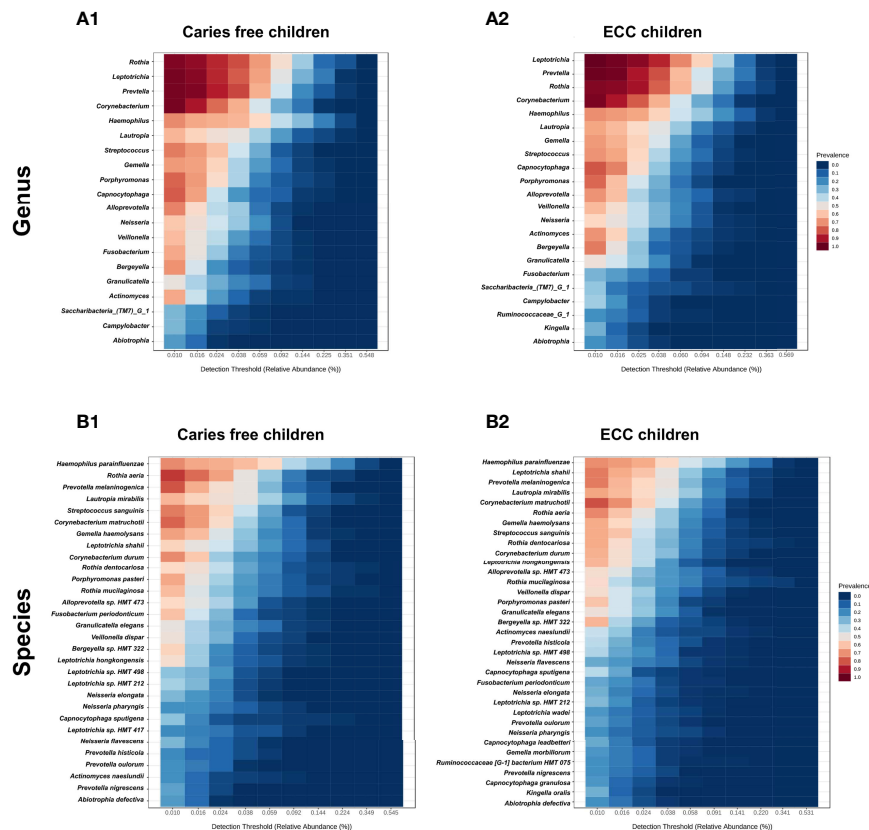 A1
Caries free children
Genus
Rothia
Leptotrichia
Prevtella
Corynebacterium
Haemophilus
Lautropia
Streptococcus
Gemella
Porphyromonas
Capnocytophaga
Alloprevotella
Neisseria
Veillonella
Fusobacterium
Bergeyella
Granulicatella
Actinomyces
Saccharibacteria_(TM7)_G_1
Campylobacter
Abiotrophia
0.010 0.016 0.024 0.038 0.059 0.092 0.144 0.225 0.351 0.548
Detection Threshold (Relative Abundance (%))
A2
ECC children
Leptotrichia
Prevtella
Rothia
Corynebacterium
Haemophilus
Lautropia
Gemella
Streptococcus
Capnocytophaga
Porphyromonas
Alloprevotella
Veillonella
Neisseria
Actinomyces
Bergeyella
Granulicatella
Fusobacterium
Saccharibacteria_(TM7)_G_1
Campylobacter
Ruminococcaceae_G_1
Kingella
Abiotrophia
0.010 0.016 0.025 0.038 0.060 0.094 0.148 0.232 0.363 0.569
Detection Threshold (Relative Abundance (%))
Prevalence
0.0
0.1
0.2
0.3
0.4
0.5
0.6
0.7
0.8
0.9
1.0
B1
Caries free children
Species
Haemophilus parainfluenzae
Rothia aeria
Prevotella melaninogenica
Lautropia mirabilis
Streptococcus sanguinis
Corynebacterium matruchotii
Gemella haemolysans
Leptotrichia shahii
Corynebacterium durum
Rothia dentocariosa
Porphyromonas pasteri
Rothia mucilaginosa
Alloprevotella sp. HMT 473
Fusobacterium periodonticum
Granulicatella elegans
Veillonella dispar
Bergeyella sp. HMT 322
Leptotrichia hongkongensis
Leptotrichia sp. HMT 498
Leptotrichia sp. HMT 212
Neisseria elongata
Neisseria pharyngis
Capnocytophaga sputigena
Leptotrichia sp. HMT 417
Neisseria flavescens
Prevotella histicola
Prevotella oulorum
Actinomyces naeslundii
Prevotella nigrescens
Abiotrophia defectiva
0.010 0.016 0.024 0.038 0.059 0.092 0.144 0.224 0.349 0.545
Detection Threshold (Relative Abundance (%))
B2
ECC children
Haemophilus parainfluenzae
Leptotrichia shahii
Prevotella melaninogenica
Lautropia mirabilis
Corynebacterium matruchotii
Rothia aeria
Gemella haemolysans
Streptococcus sanguinis
Rothia dentocariosa
Corynebacterium durum
Leptotrichia hongkongensis
Alloprevotella sp. HMT 473
Rothia mucilaginosa
Veillonella dispar
Porphyromonas pasteri
Granulicatella elegans
Bergeyella sp. HMT 322
Actinomyces naeslundii
Prevotella histicola
Leptotrichia sp. HMT 498
Neisseria flavescens
Capnocytophaga sputigena
Fusobacterium periodonticum
Neisseria elongata
Leptotrichia sp. HMT 212
Leptotrichia wadei
Prevotella oulorum
Neisseria pharyngis
Capnocytophaga leadbetteri
Gemella morbillorum
Ruminococcaceae [G-1] bacterium HMT 075
Prevotella nigrescens
Capnocytophaga granulosa
Kingella oralis
Abiotrophia defectiva
0.010 0.016 0.024 0.038 0.058 0.091 0.141 0.220 0.341 0.531
Detection Threshold (Relative Abundance (%))
Prevalence
0.0
0.1
0.2
0.3
0.4
0.5
0.6
0.7
0.8
0.9
1.0